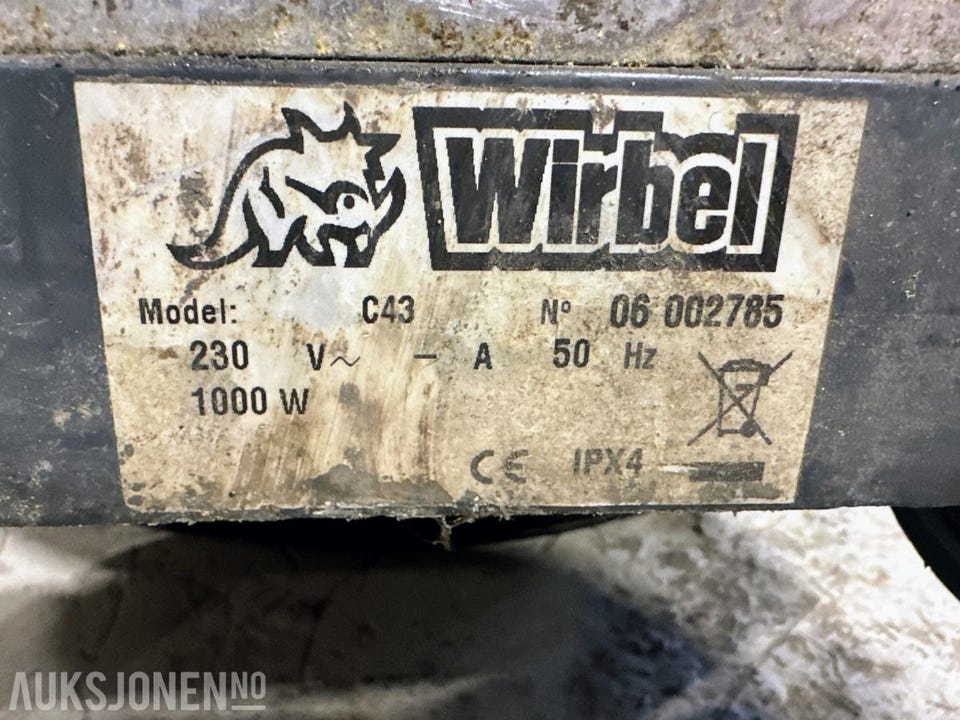 Wirbel
Model: C43 Nº 06 002785
230 V~ – A 50 Hz
1000 W
CE IPX4
AUKSJONEN.NO